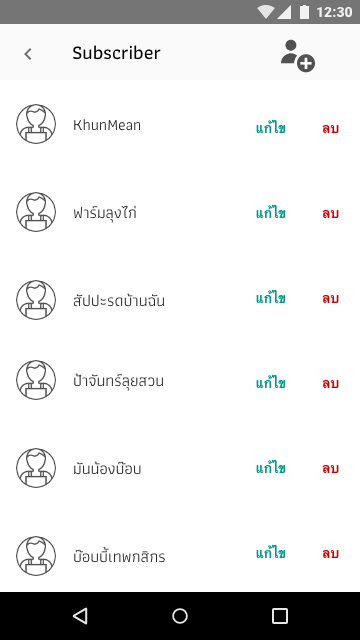 12:30
Subscriber
KhunMean แก้ไข ลบ
ฟาร์มลุงไก่ แก้ไข ลบ
สัปปะรดบ้านฉัน แก้ไข ลบ
ป้าจันทร์ลุยสวน แก้ไข ลบ
มันน้องบ๊อบ แก้ไข ลบ
บ๊อบบี้เทพกสิกร แก้ไข ลบ